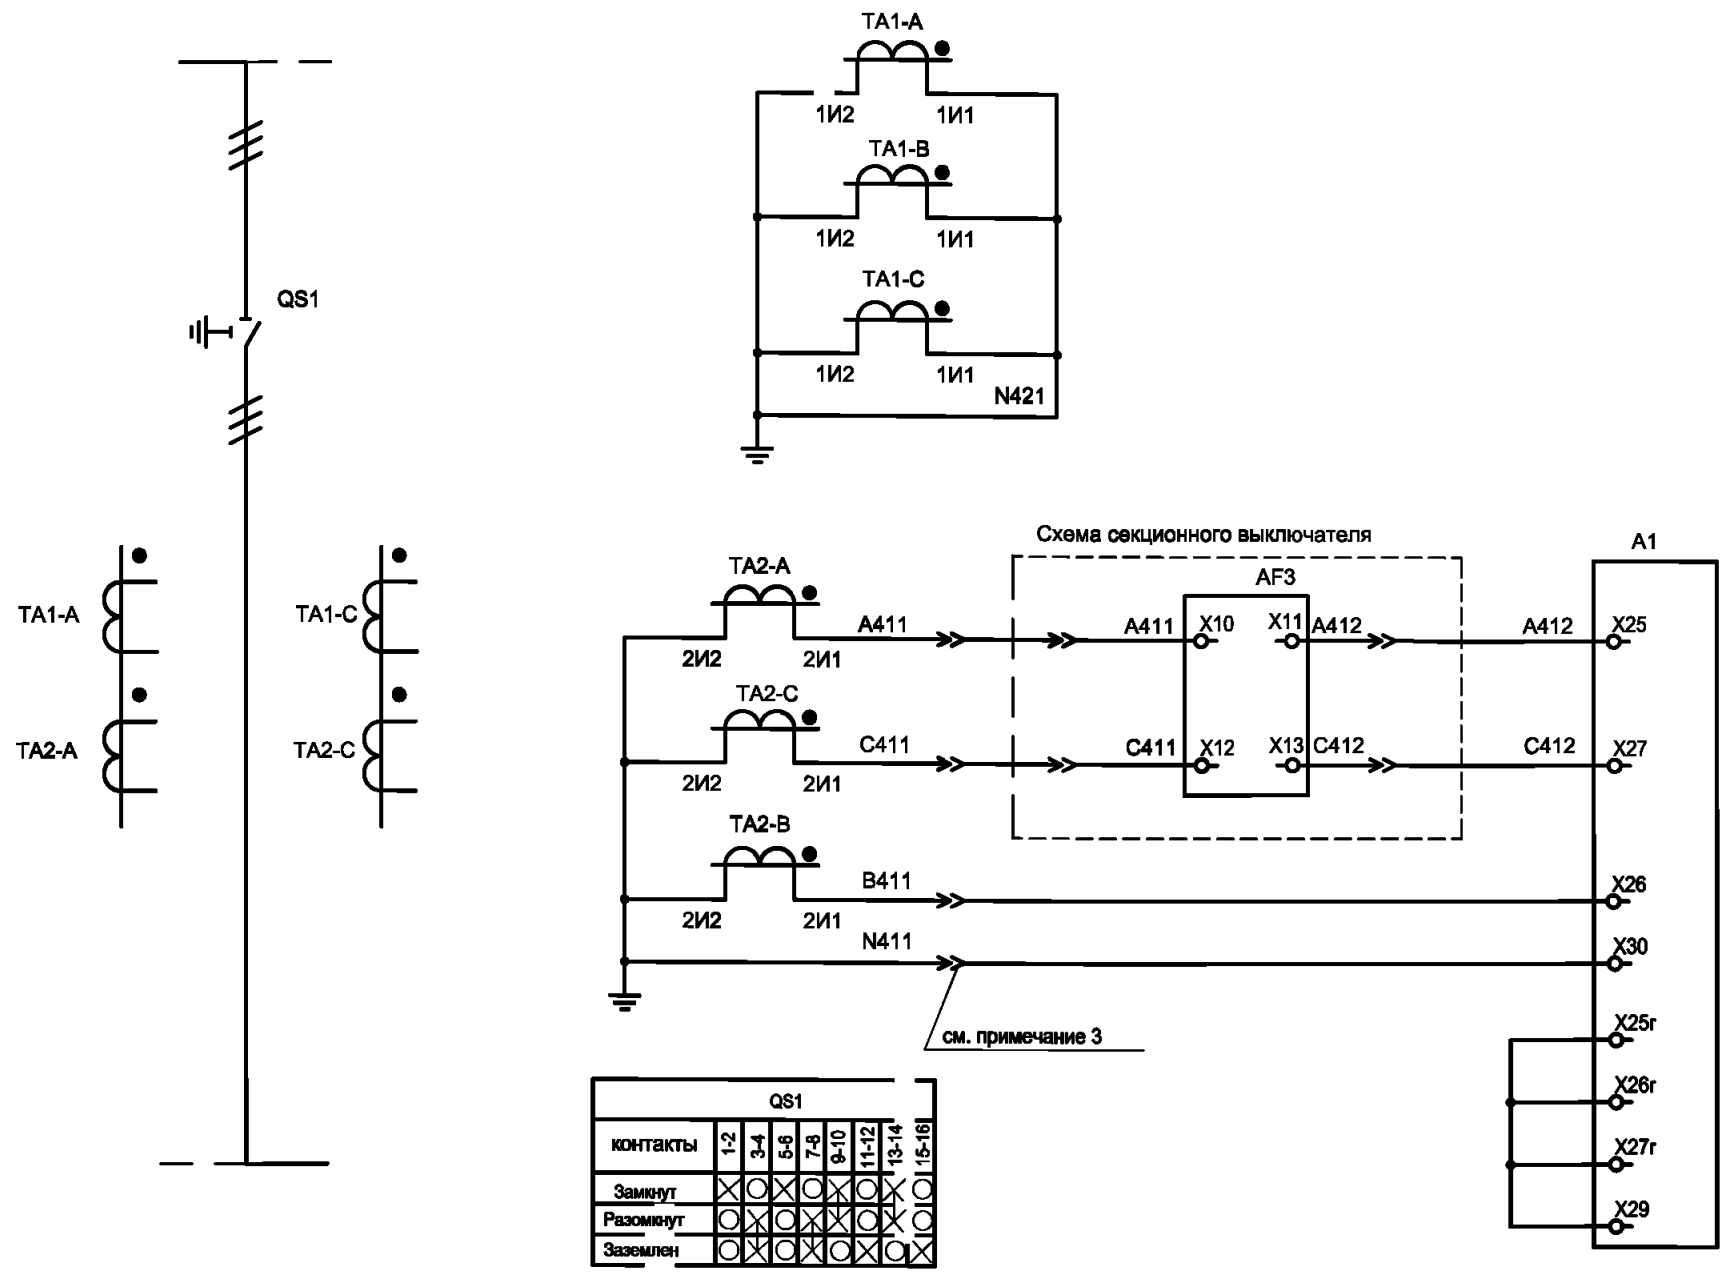 TA1-A
1И2 1И1
TA1-B
1И2 1И1
TA1-C
1И2 1И1
N421
QS1
TA1-A TA1-C
TA2-A TA2-C
Схема секционного выключателя
A1
TA2-A
AF3
A411 A411 X10 X11 A412 A412 X25
2И2 2И1
TA2-C
C411 C411 X12 X13 C412 C412 X27
2И2 2И1
TA2-B
B411 X26
2И2 2И1
N411 X30
см. примечание 3
X25г
X26г
X27г
X29
QS1
контакты 1-2 3-4 5-6 7-8 9-10 11-12 13-14 15-16
Замкнут
Разомкнут
Заземлен